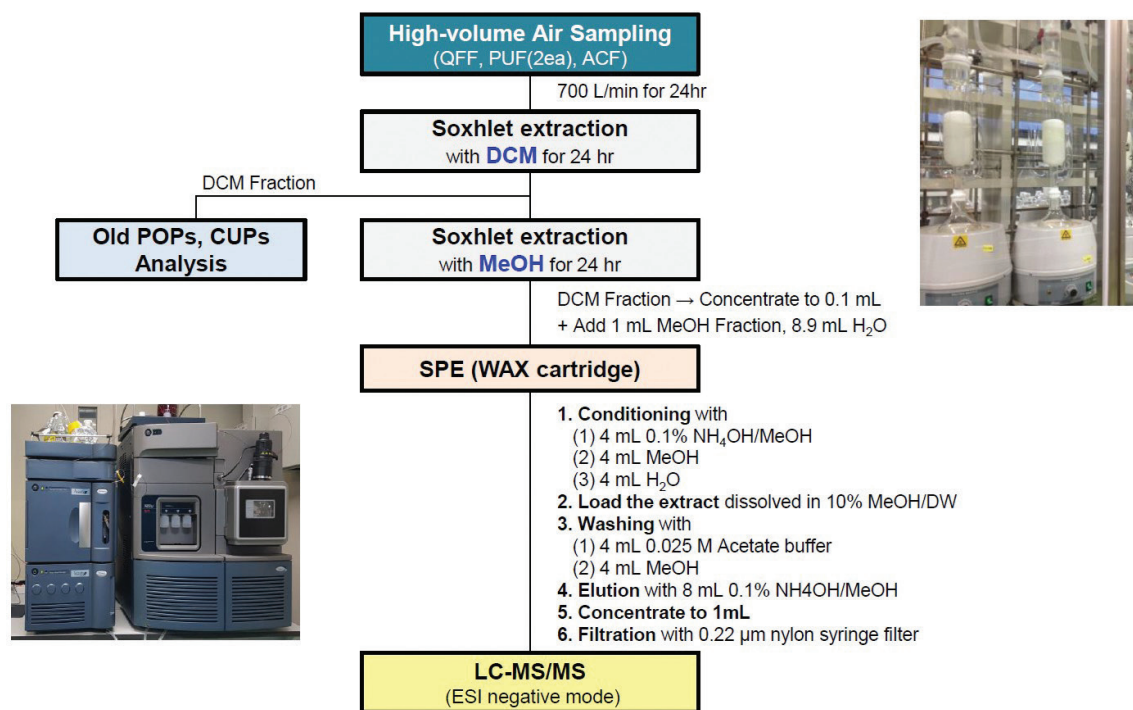 High-volume Air Sampling
(QFF, PUF(2ea), ACF)
700 L/min for 24hr
Soxhlet extraction
with DCM for 24 hr
DCM Fraction
Old POPs, CUPs
Analysis
Soxhlet extraction
with MeOH for 24 hr
DCM Fraction → Concentrate to 0.1 mL
+ Add 1 mL MeOH Fraction, 8.9 mL H₂O
SPE (WAX cartridge)
1. Conditioning with
(1) 4 mL 0.1% NH₄OH/MeOH
(2) 4 mL MeOH
(3) 4 mL H₂O
2. Load the extract dissolved in 10% MeOH/DW
3. Washing with
(1) 4 mL 0.025 M Acetate buffer
(2) 4 mL MeOH
4. Elution with 8 mL 0.1% NH4OH/MeOH
5. Concentrate to 1mL
6. Filtration with 0.22 μm nylon syringe filter
LC-MS/MS
(ESI negative mode)